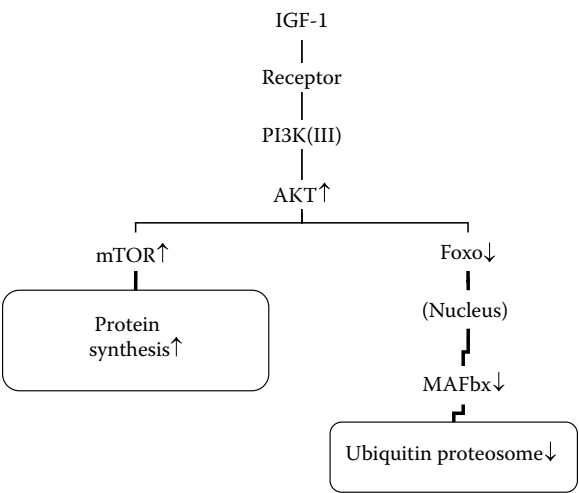 IGF-1
Receptor
PI3K(III)
AKT↑
mTOR↑
Foxo↓
Protein
synthesis↑
(Nucleus)
MAFbx↓
Ubiquitin proteosome↓